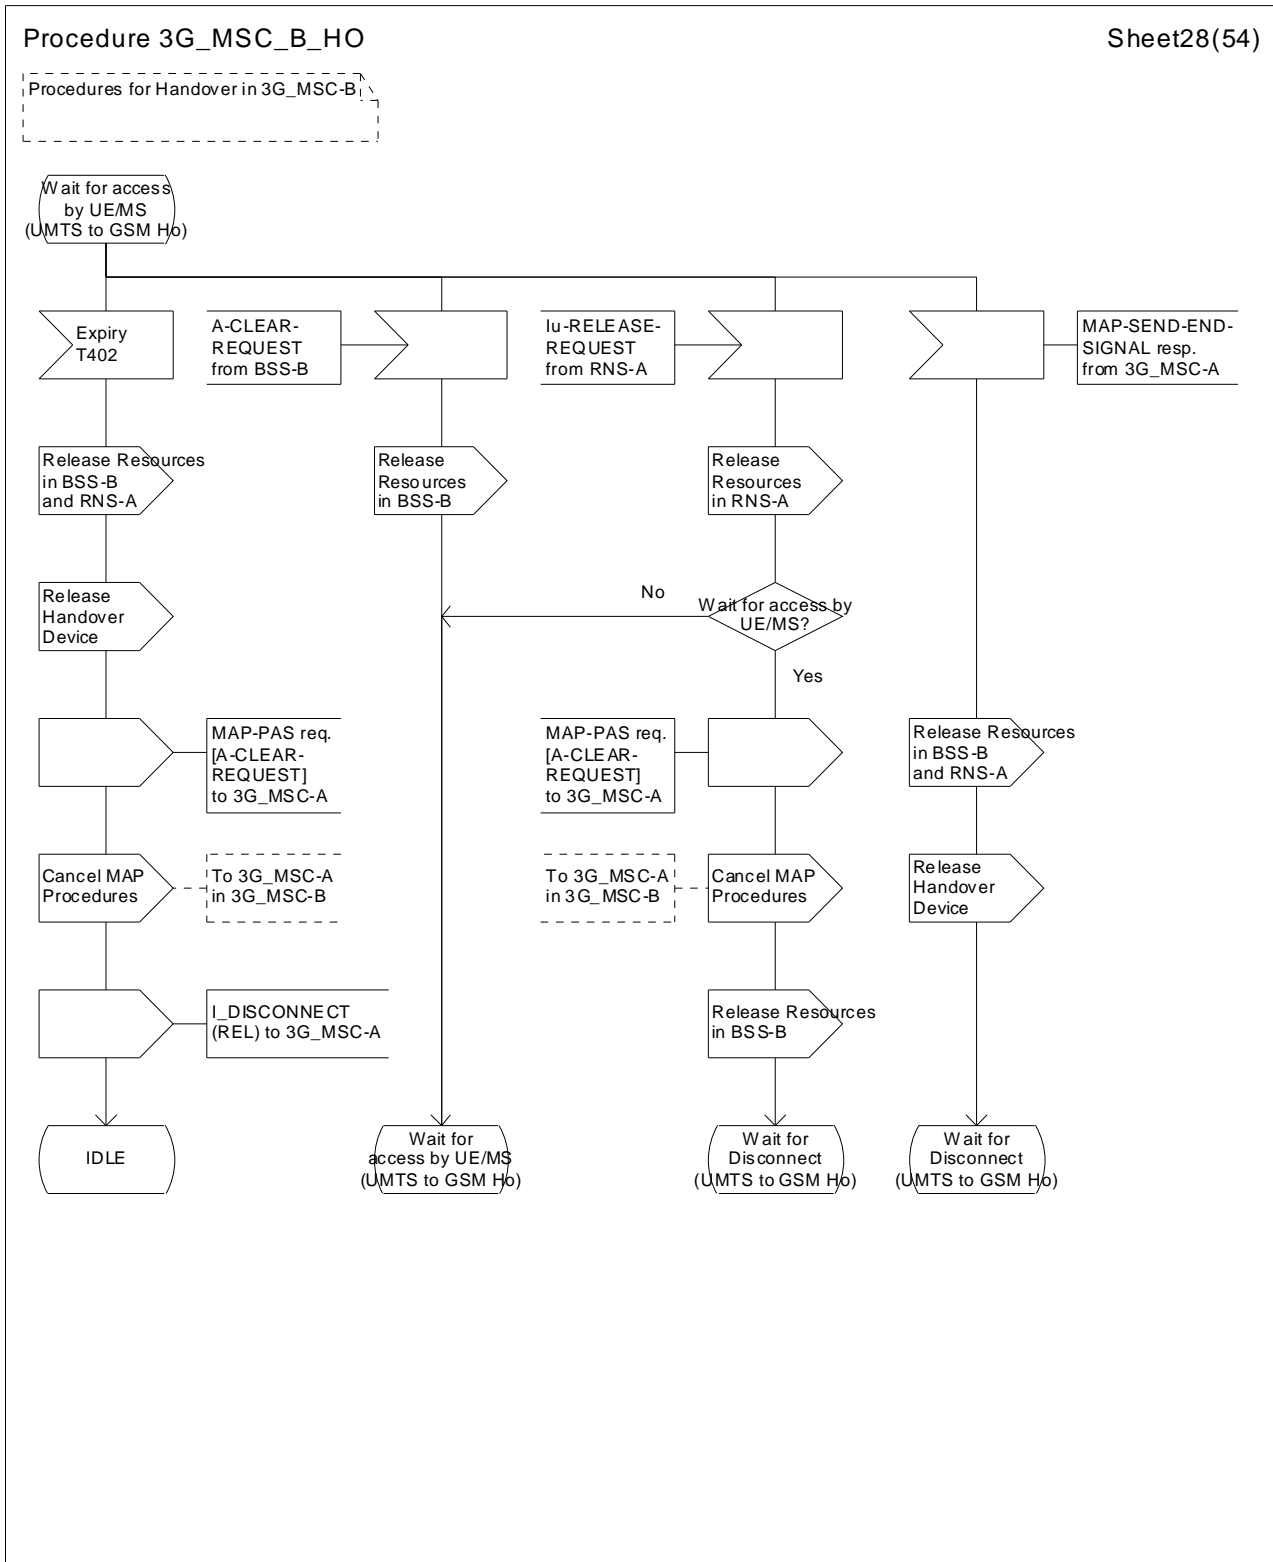 Procedure 3G_MSC_B_HO
Sheet28(54)
Procedures for Handover in 3G_MSC-B
Wait for access
by UE/MS
(UMTS to GSM Ho)
Expiry
T402
A-CLEAR-
REQUEST
from BSS-B
Iu-RELEASE-
REQUEST
from RNS-A
MAP-SEND-END-
SIGNAL resp.
from 3G_MSC-A
Release Resources
in BSS-B
and RNS-A
Release
Resources
in BSS-B
Release
Resources
in RNS-A
Release
Handover
Device
No
Wait for access by
UE/MS?
Yes
MAP-PAS req.
[A-CLEAR-
REQUEST]
to 3G_MSC-A
MAP-PAS req.
[A-CLEAR-
REQUEST]
to 3G_MSC-A
Release Resources
in BSS-B
and RNS-A
Cancel MAP
Procedures
To 3G_MSC-A
in 3G_MSC-B
To 3G_MSC-A
in 3G_MSC-B
Cancel MAP
Procedures
Release
Handover
Device
I_DISCONNECT
(REL) to 3G_MSC-A
Release Resources
in BSS-B
IDLE
Wait for
access by UE/MS
(UMTS to GSM Ho)
Wait for
Disconnect
(UMTS to GSM Ho)
Wait for
Disconnect
(UMTS to GSM Ho)